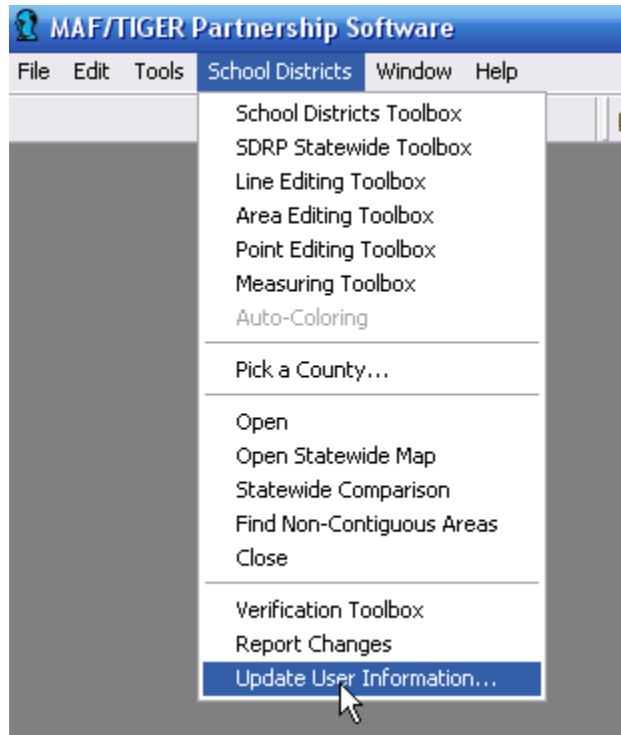 MAF/TIGER Partnership Software
File Edit Tools School Districts Window Help
School Districts Toolbox
SDRP Statewide Toolbox
Line Editing Toolbox
Area Editing Toolbox
Point Editing Toolbox
Measuring Toolbox
Auto-Coloring
Pick a County...
Open
Open Statewide Map
Statewide Comparison
Find Non-Contiguous Areas
Close
Verification Toolbox
Report Changes
Update User Information...